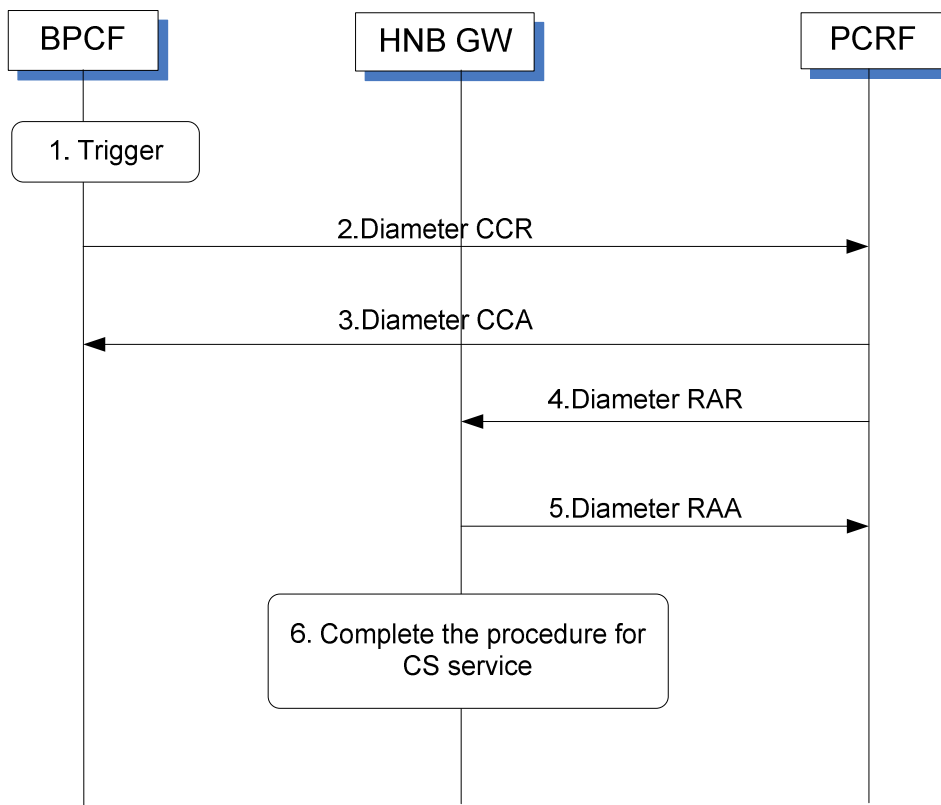 BPCF
HNB GW
PCRF
1. Trigger
2.Diameter CCR
3.Diameter CCA
4.Diameter RAR
5.Diameter RAA
6. Complete the procedure for
CS service